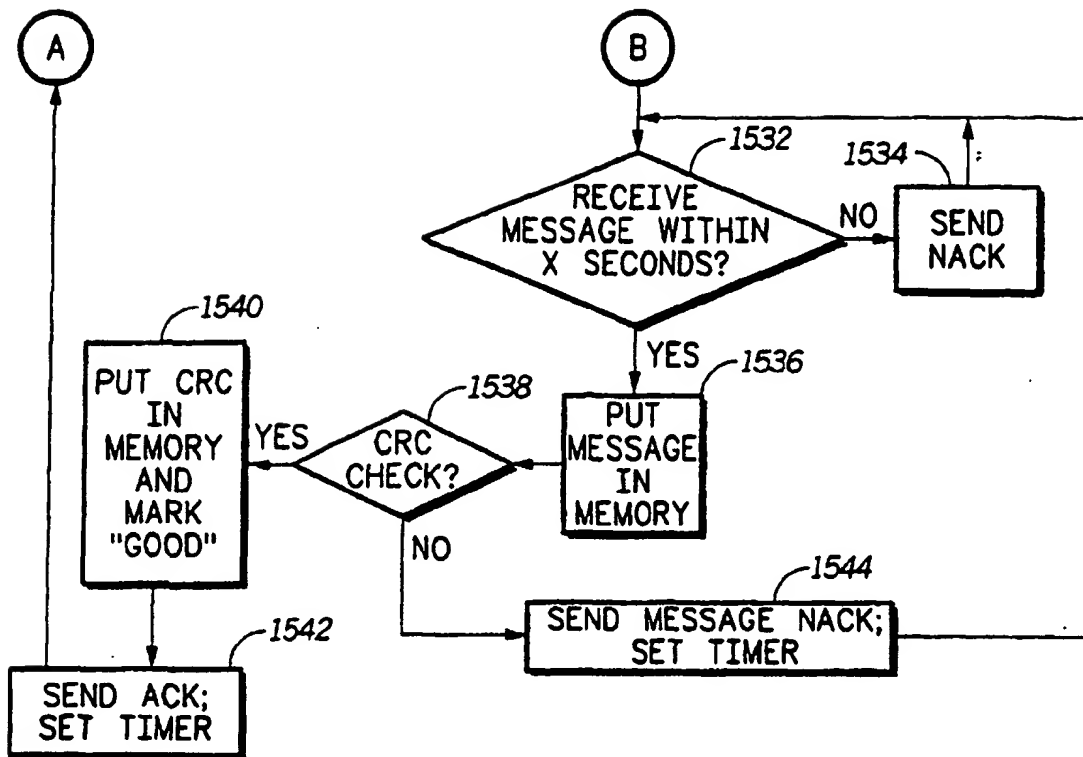 A
B
1532
RECEIVE
MESSAGE WITHIN
X SECONDS?
NO
1534
SEND
NACK
YES
1536
PUT
MESSAGE
IN
MEMORY
1538
CRC
CHECK?
YES
NO
1540
PUT CRC
IN
MEMORY
AND
MARK
"GOOD"
1542
SEND ACK;
SET TIMER
1544
SEND MESSAGE NACK;
SET TIMER